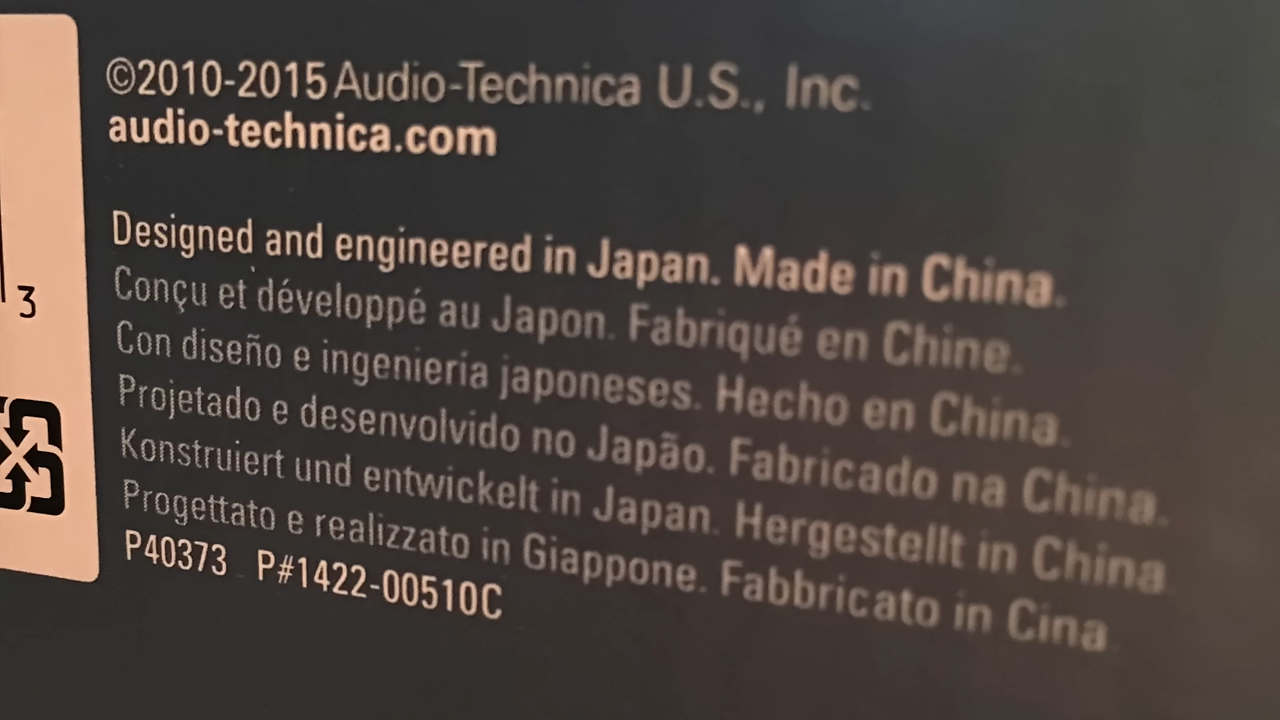 ©2010-2015 Audio-Technica U.S., Inc.
audio-technica.com
Designed and engineered in Japan. Made in China.
Conçu et développé au Japon. Fabriqué en Chine.
Con diseño e ingenieria japoneses. Hecho en China.
Projetado e desenvolvido no Japão. Fabricado na China.
Konstruiert und entwickelt in Japan. Hergestellt in China
Progettato e realizzato in Giappone. Fabbricato in Cina
P40373 P#1422-00510C
3